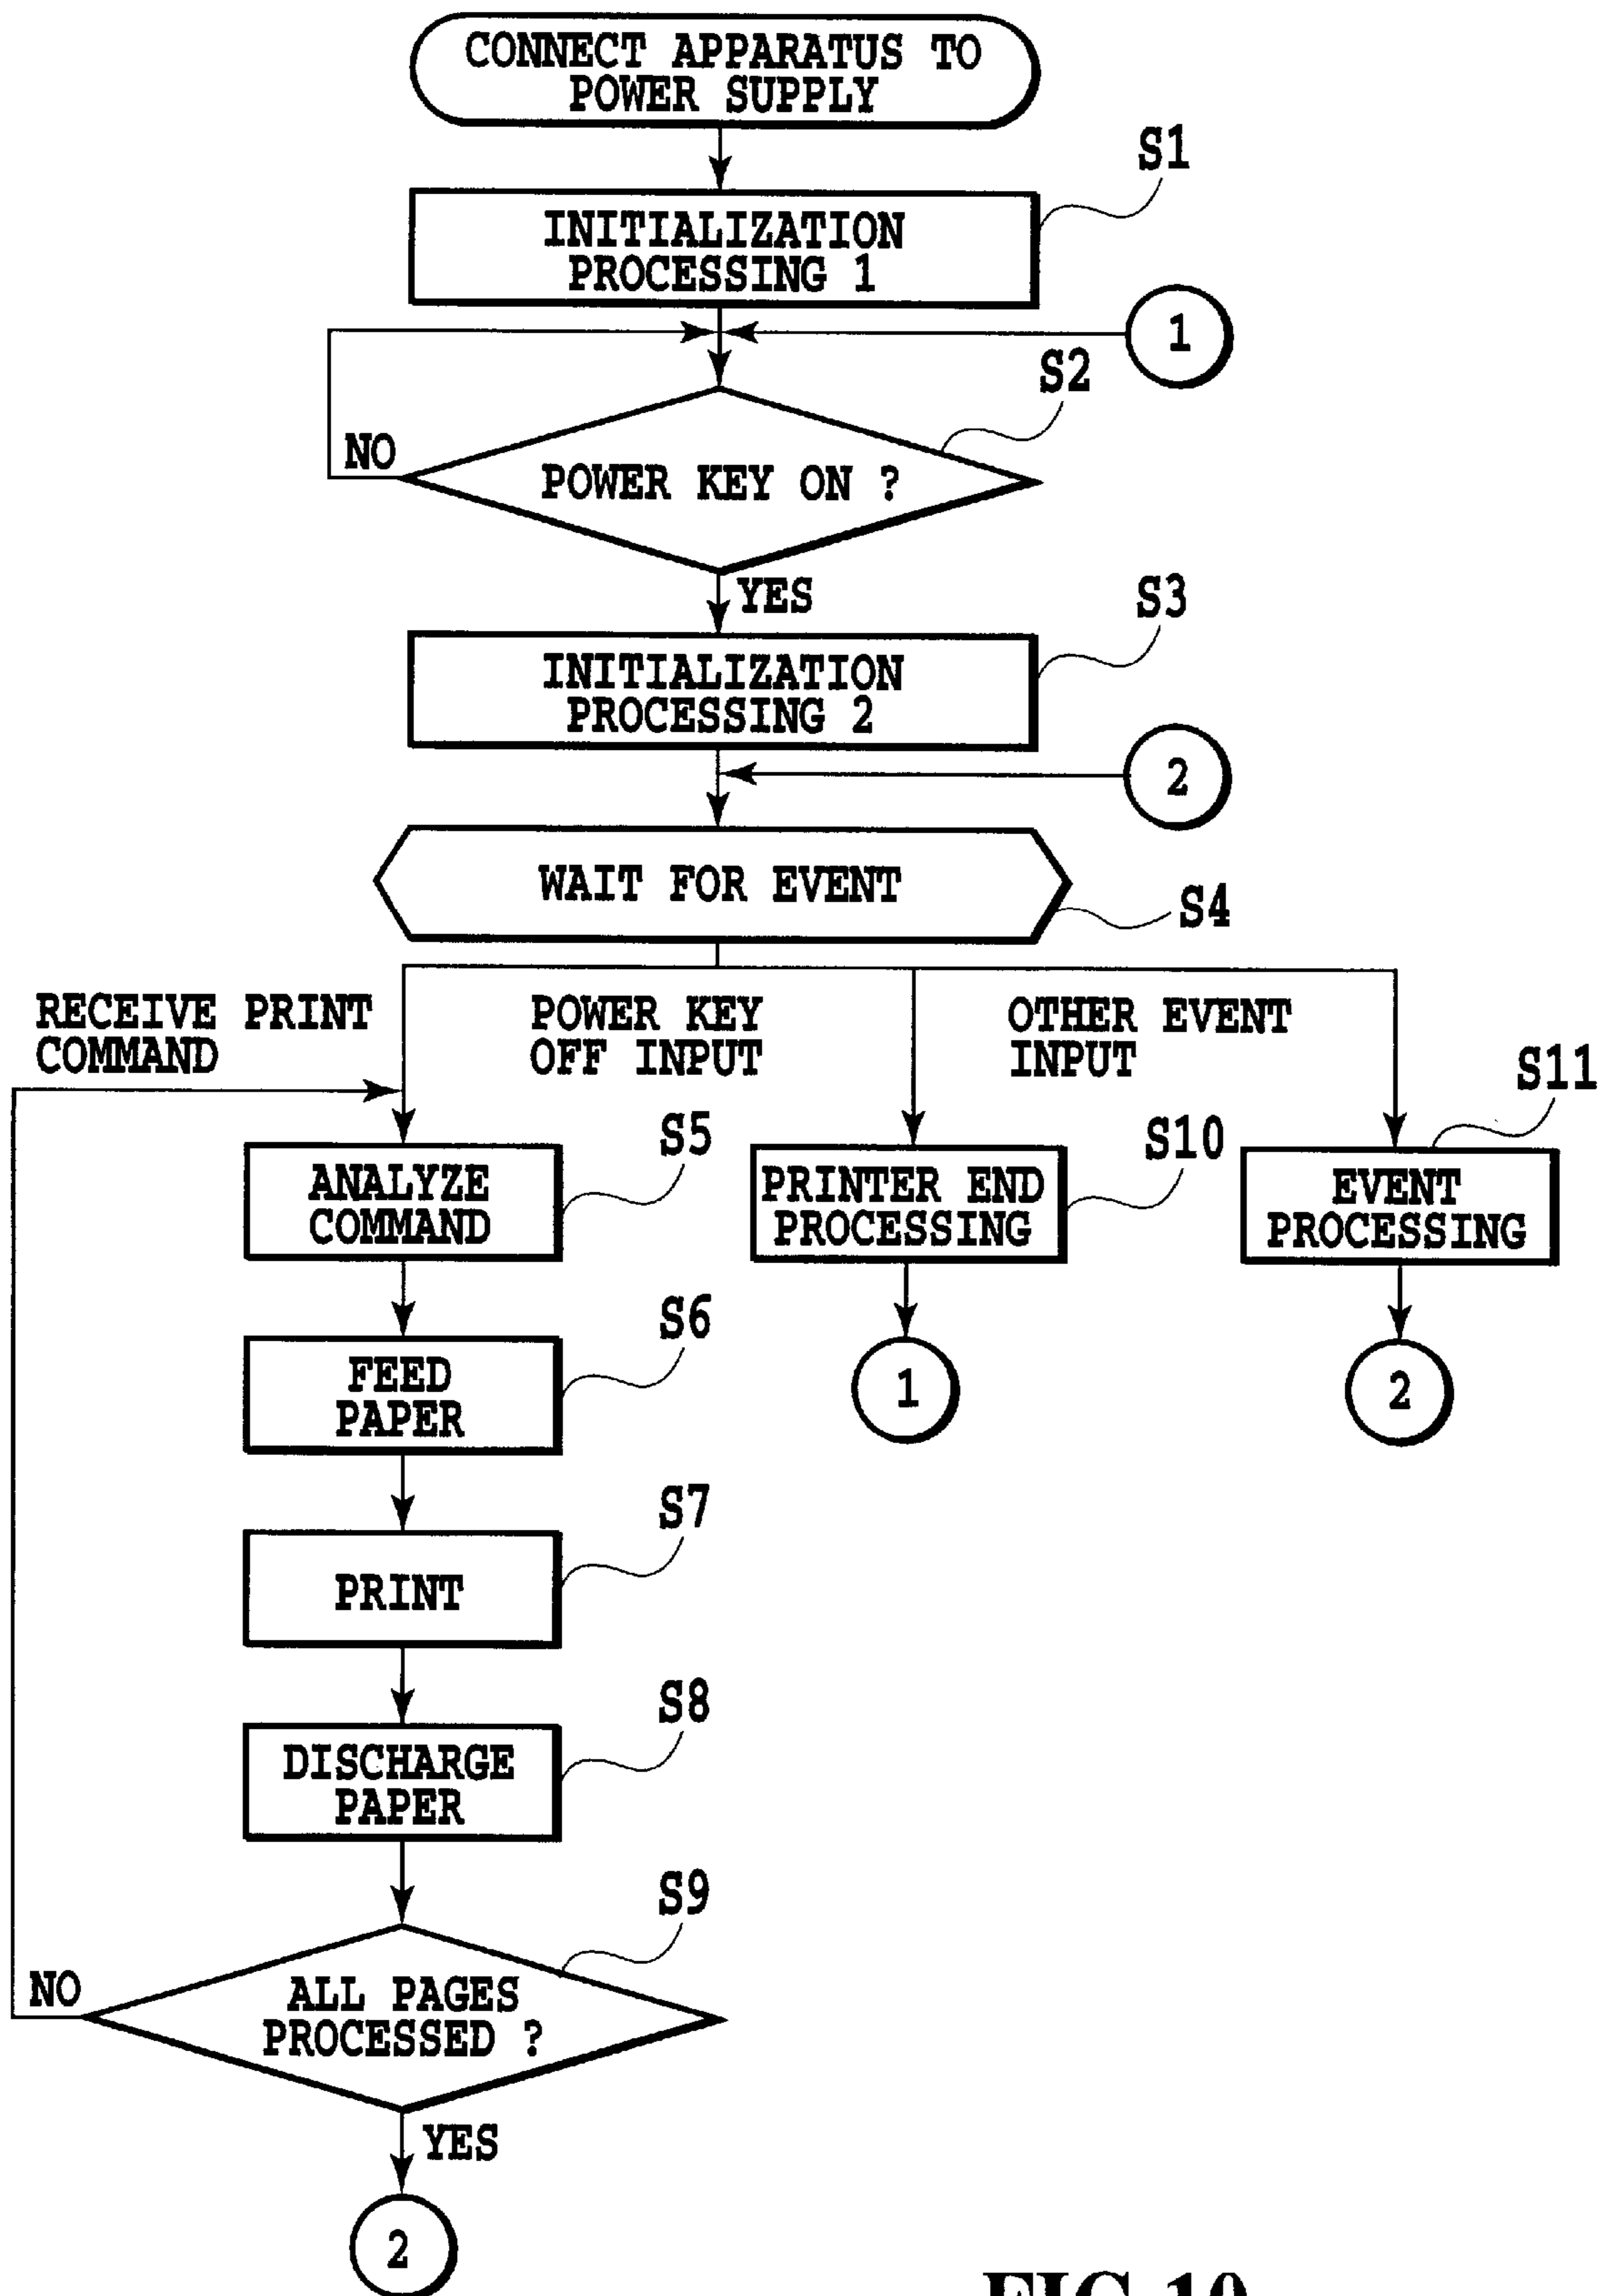 CONNECT APPARATUS TO
POWER SUPPLY
S1
INITIALIZATION
PROCESSING 1
1
S2
NO
POWER KEY ON ?
YES
S3
INITIALIZATION
PROCESSING 2
2
WAIT FOR EVENT
S4
RECEIVE PRINT
COMMAND
POWER KEY
OFF INPUT
OTHER EVENT
INPUT
S11
S5
S10
ANALYZE
COMMAND
PRINTER END
PROCESSING
EVENT
PROCESSING
S6
FEED
PAPER
1
2
S7
PRINT
S8
DISCHARGE
PAPER
S9
NO
ALL PAGES
PROCESSED ?
YES
2
FIG.10